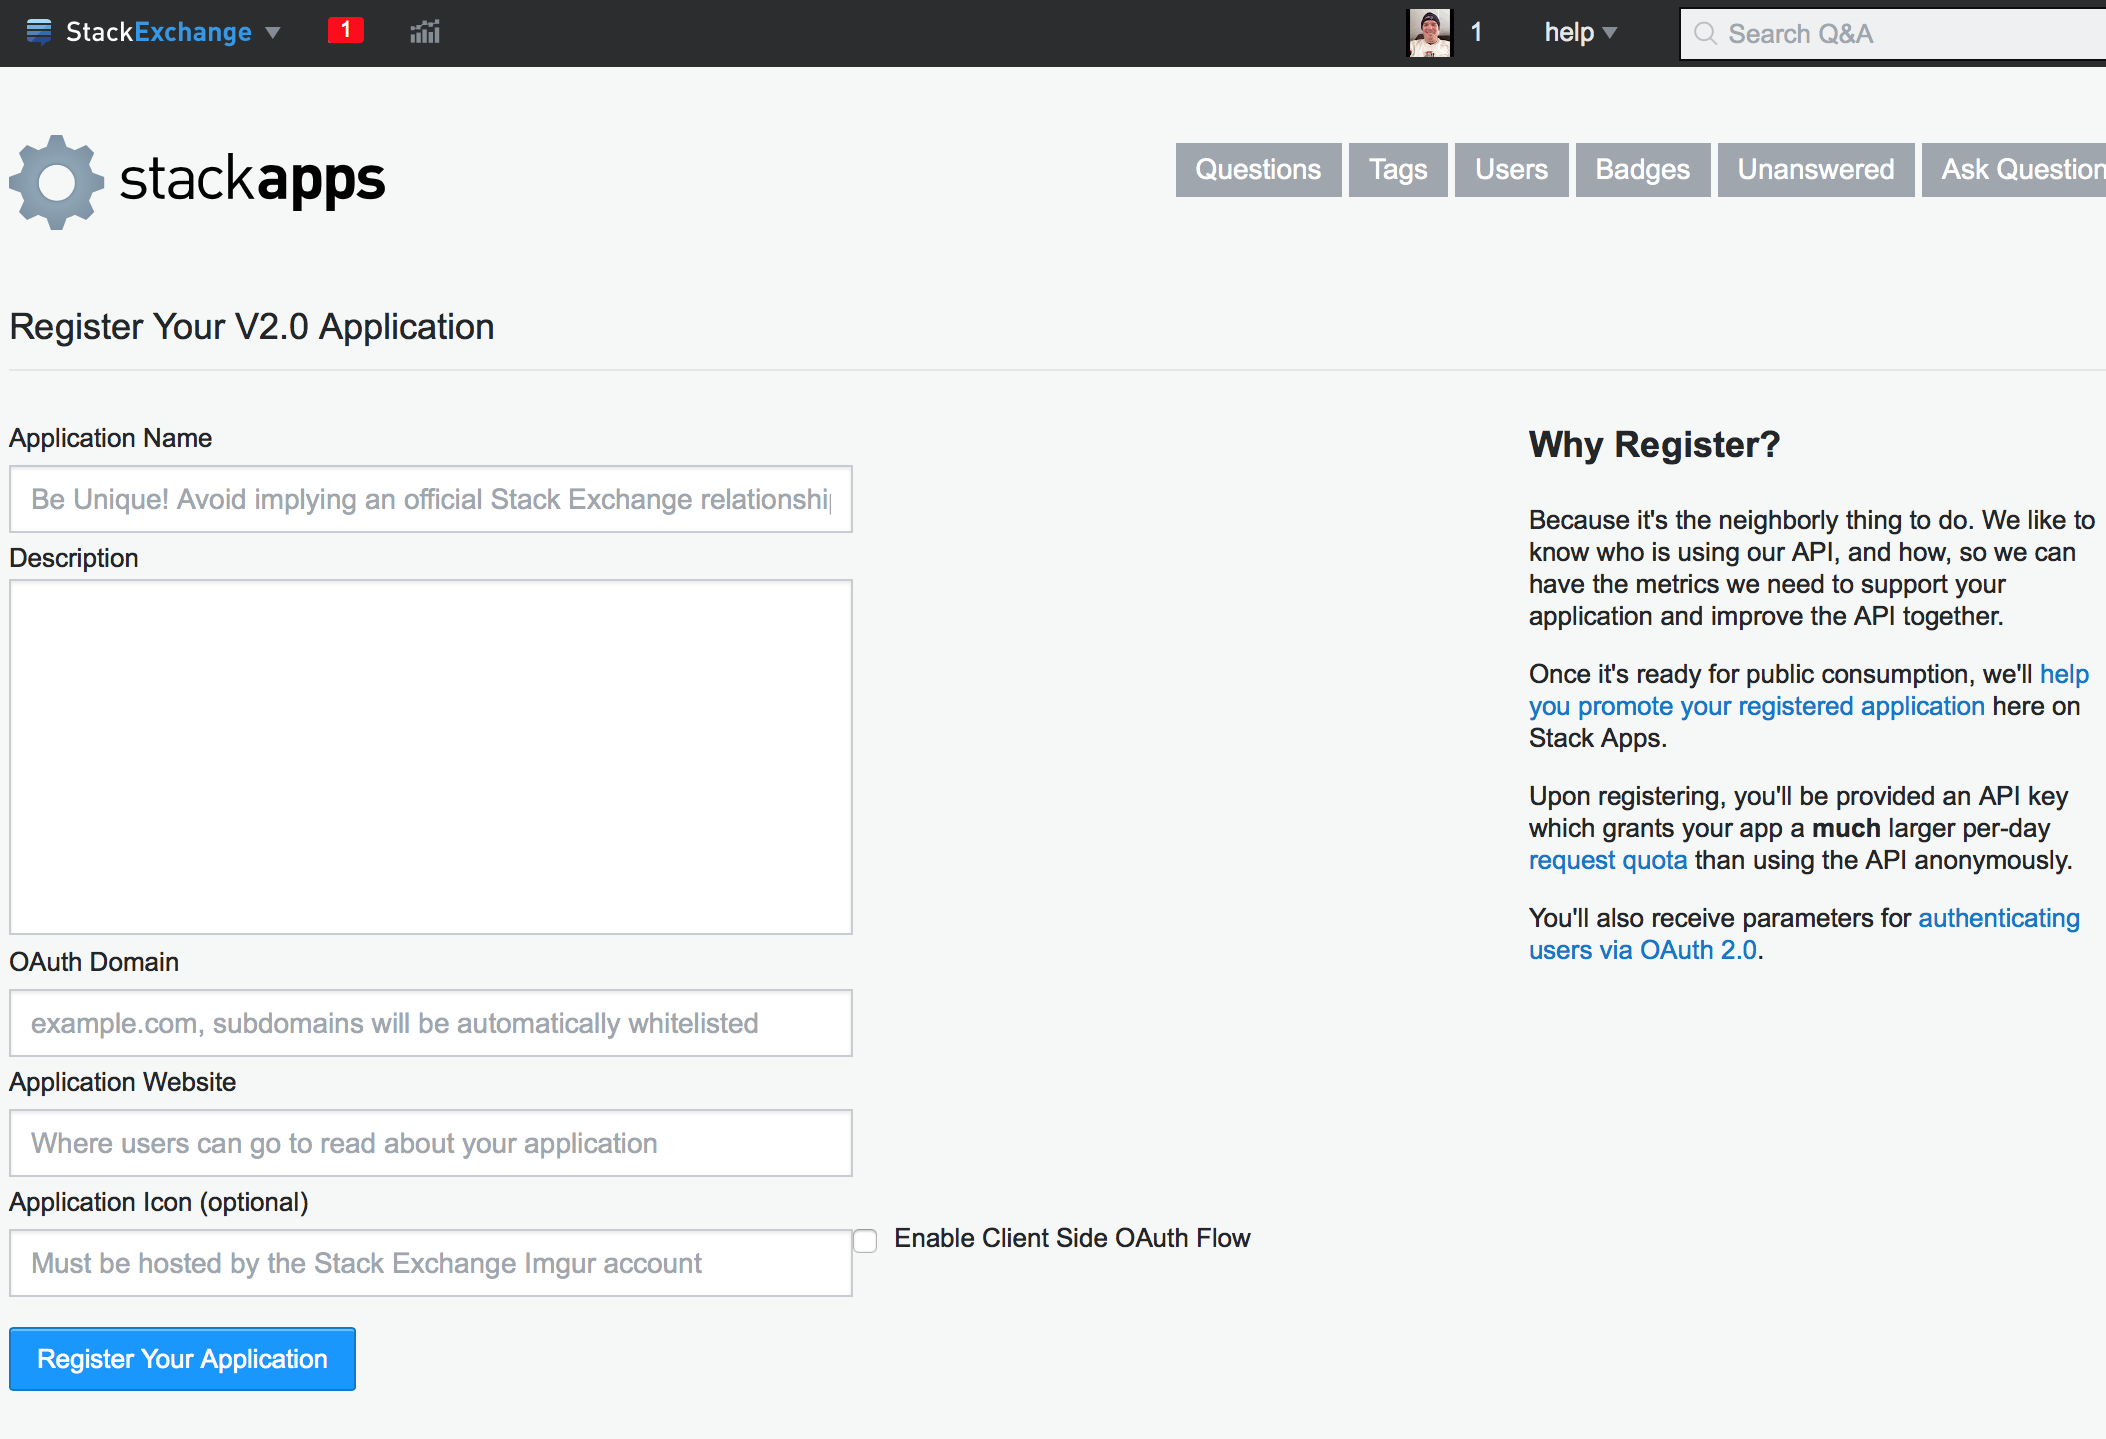 StackExchange
1
1
help
Search Q&A
stackapps
Questions
Tags
Users
Badges
Unanswered
Ask Question
Register Your V2.0 Application
Application Name
Be Unique! Avoid implying an official Stack Exchange relationship
Description
OAuth Domain
example.com, subdomains will be automatically whitelisted
Application Website
Where users can go to read about your application
Application Icon (optional)
Must be hosted by the Stack Exchange Imgur account
Enable Client Side OAuth Flow
Register Your Application
Why Register?
Because it's the neighborly thing to do. We like to
know who is using our API, and how, so we can
have the metrics we need to support your
application and improve the API together.
Once it's ready for public consumption, we'll help
you promote your registered application here on
Stack Apps.
Upon registering, you'll be provided an API key
which grants your app a much larger per-day
request quota than using the API anonymously.
You'll also receive parameters for authenticating
users via OAuth 2.0.